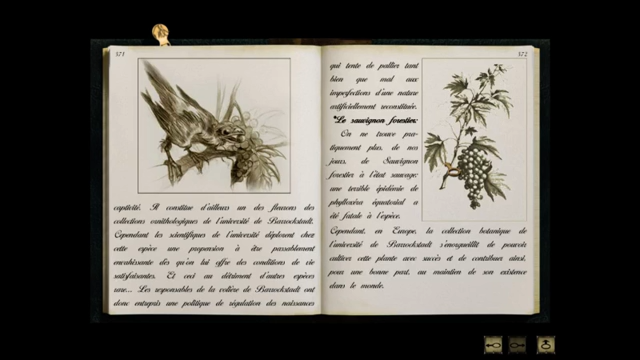 571
captivité. Il constitue d'ailleurs un des fleurons des
collections ornithologiques de l'université de Barrockstadt.
Cependant les scientifiques de l'université déplorent chez
cette espèce une propension à être passablement
envahissante dès qu'on lui offre des conditions de vie
satisfaisantes. Et ceci au détriment d'autres espèces
rare... Les responsables de la volière de Barrockstadt ont
donc entrepris une politique de régulation des naissances
572
qui tente de pallier tant
bien que mal aux
imperfections d'une nature
artificiellement reconstituée.
*Le sauvignon forestier:
On ne trouve pra-
tiquement plus, de nos
jours, de Sauvignon
forestier à l'état sauvage:
une terrible épidémie de
phylloxéra équatorial a
été fatale à l'espèce.
Cependant, en Europe, la collection botanique de
l'université de Barrockstadt s'enorgueillit de pouvoir
cultiver cette plante avec succès et de contribuer ainsi,
pour une bonne part, au maintien de son existence
dans le monde.